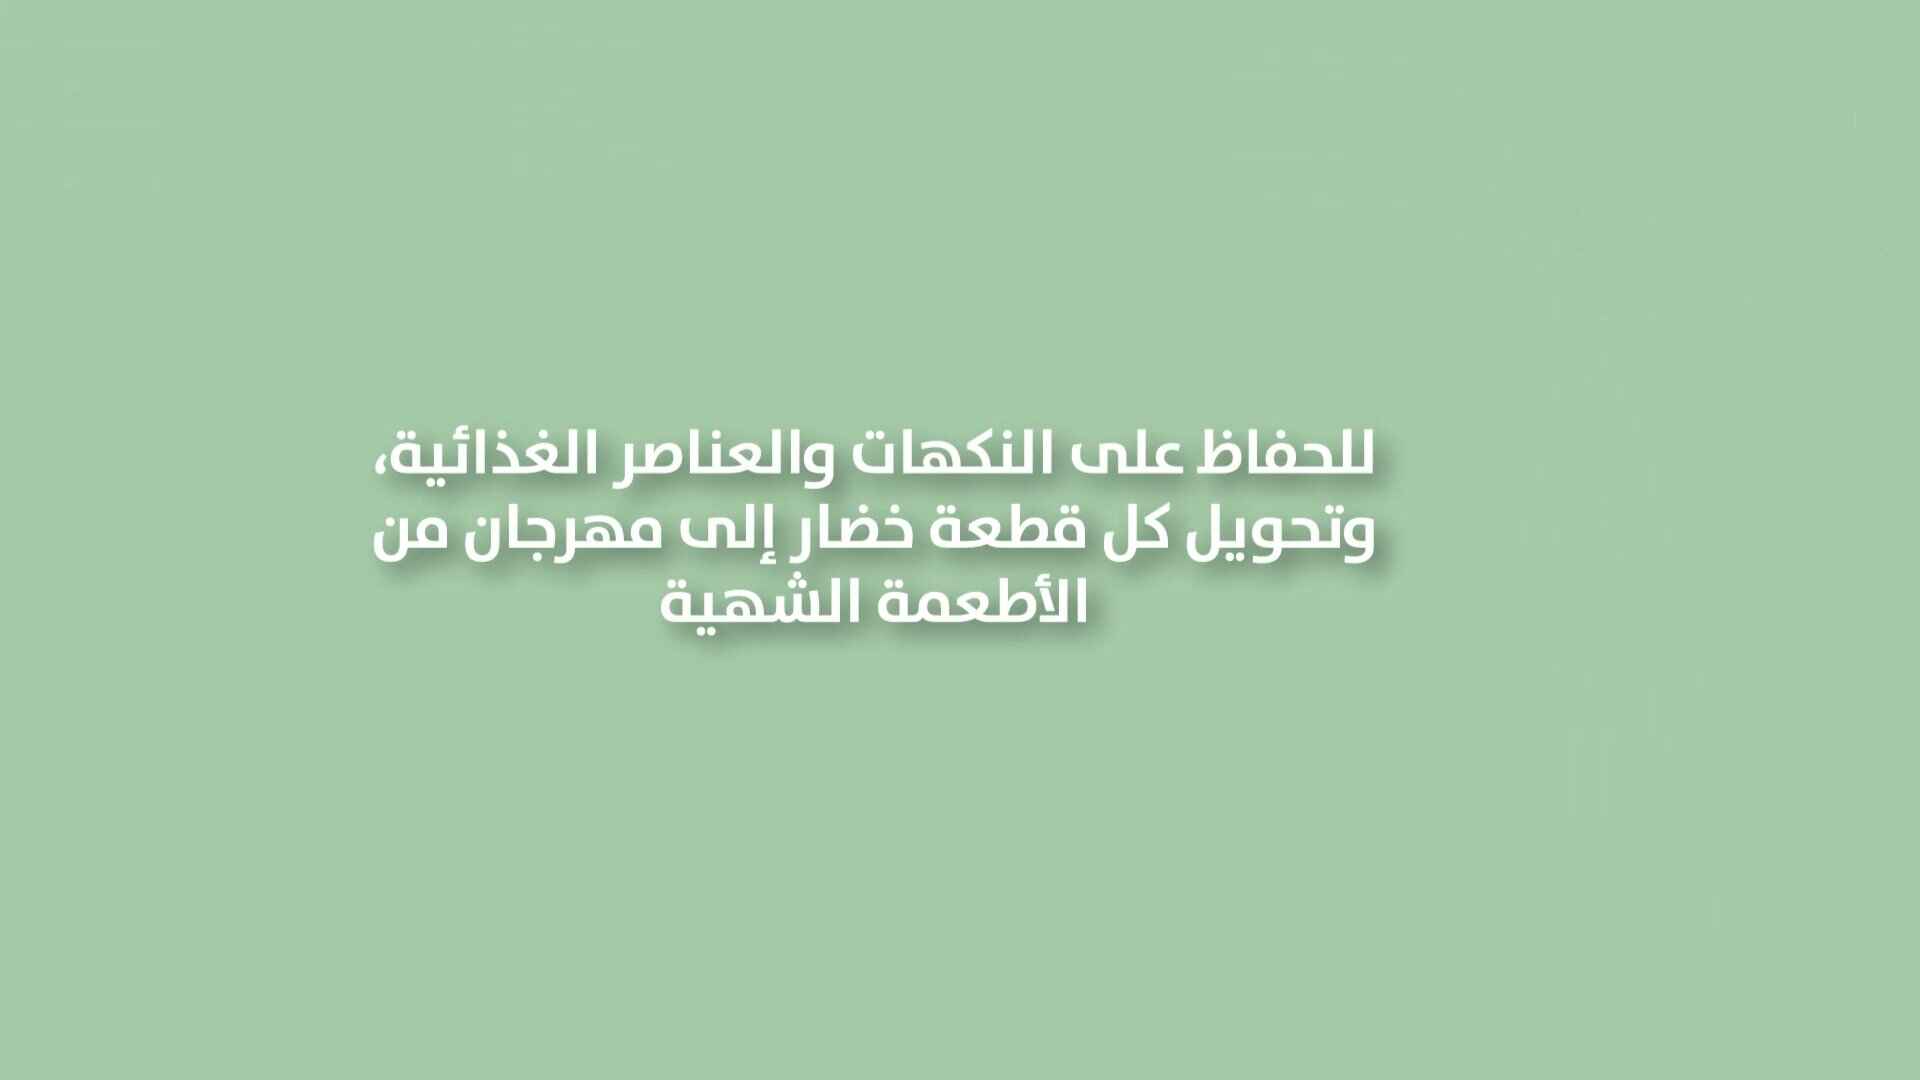 للحفاظ على النكهات والعناصر الغذائية،
وتحويل كل قطعة خضار إلى مهرجان من
الأطعمة الشهية